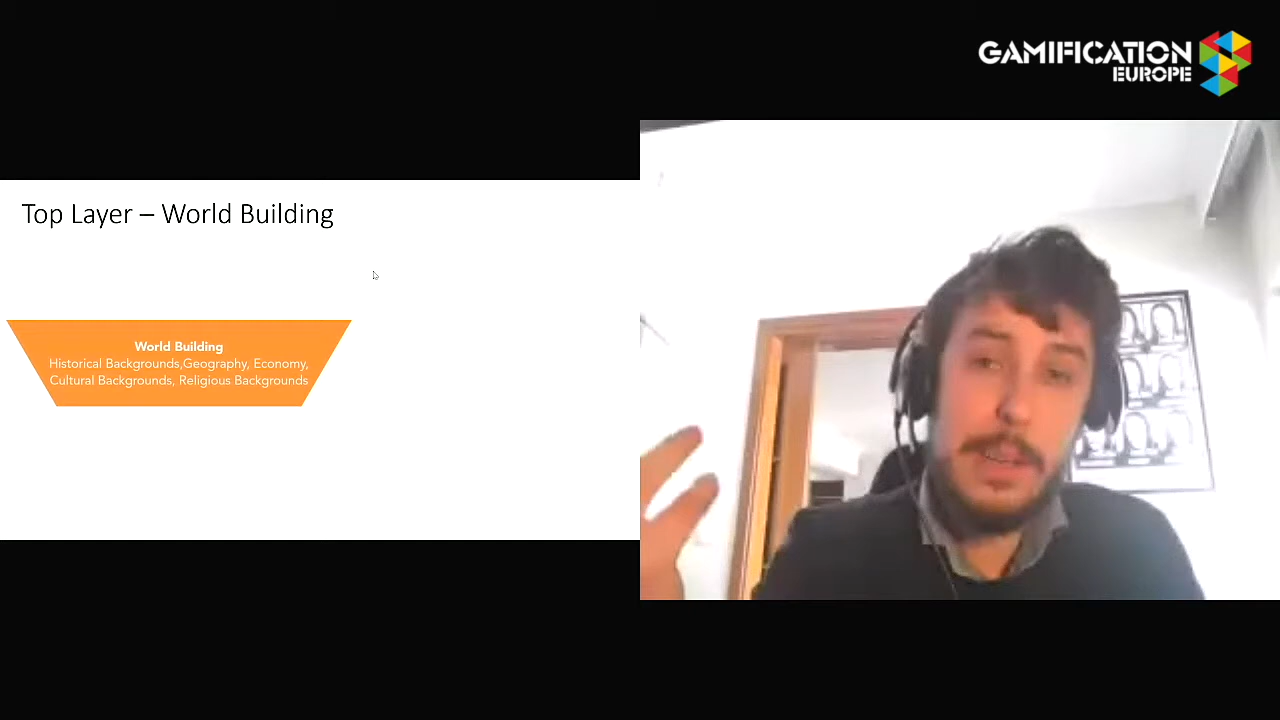 GAMIFICATION
EUROPE
Top Layer – World Building
World Building
Historical Backgrounds,Geography, Economy,
Cultural Backgrounds, Religious Backgrounds